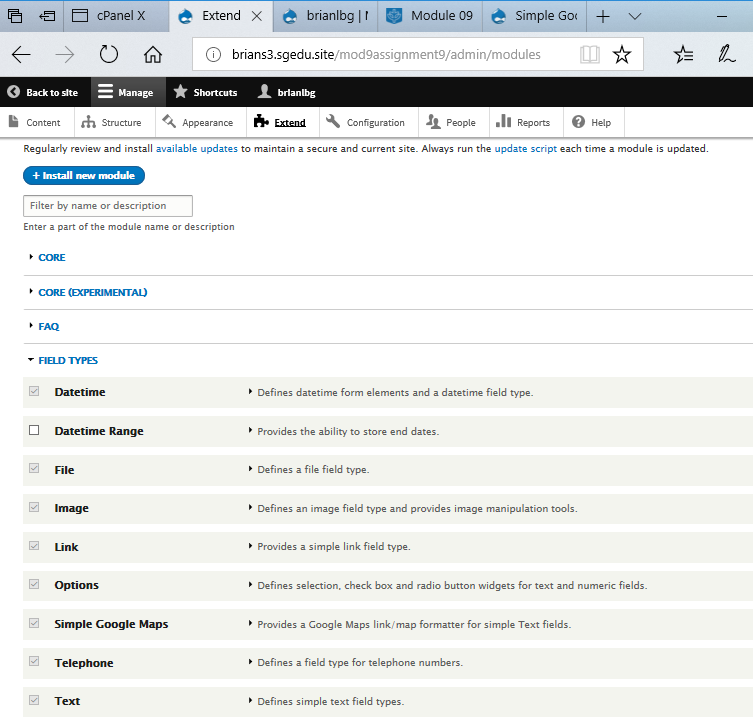 cPanel X
Extend
brianlbg |
Module 09
Simple Goo
brians3.sgedu.site/mod9assignment9/admin/modules
Back to site
Manage
Shortcuts
brianlbg
Content
Structure
Appearance
Extend
Configuration
People
Reports
Help
Regularly review and install available updates to maintain a secure and current site. Always run the update script each time a module is updated.
+ Install new module
Filter by name or description
Enter a part of the module name or description
CORE
CORE (EXPERIMENTAL)
FAQ
FIELD TYPES
Datetime Defines datetime form elements and a datetime field type.
Datetime Range Provides the ability to store end dates.
File Defines a file field type.
Image Defines an image field type and provides image manipulation tools.
Link Provides a simple link field type.
Options Defines selection, check box and radio button widgets for text and numeric fields.
Simple Google Maps Provides a Google Maps link/map formatter for simple Text fields.
Telephone Defines a field type for telephone numbers.
Text Defines simple text field types.